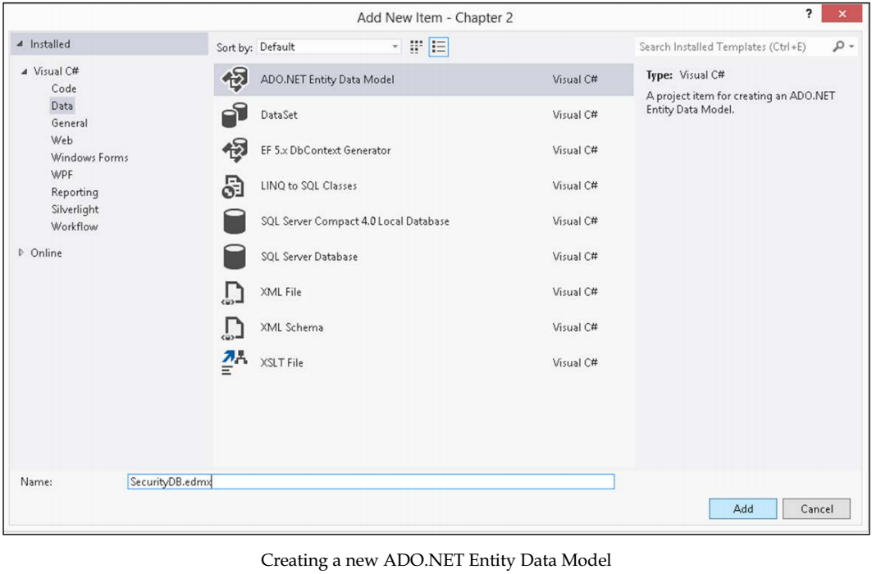 Add New Item - Chapter 2
?
Installed
Sort by: Default
Search Installed Templates (Ctrl+E)
Visual C#
Code
Data
General
Web
Windows Forms
WPF
Reporting
Silverlight
Workflow
Online
ADO.NET Entity Data Model Visual C#
DataSet Visual C#
EF 5.x DbContext Generator Visual C#
LINQ to SQL Classes Visual C#
SQL Server Compact 4.0 Local Database Visual C#
SQL Server Database Visual C#
XML File Visual C#
XML Schema Visual C#
XSLT File Visual C#
Type: Visual C#
A project item for creating an ADO.NET
Entity Data Model.
Name: SecurityDB.edmx
Add Cancel
Creating a new ADO.NET Entity Data Model